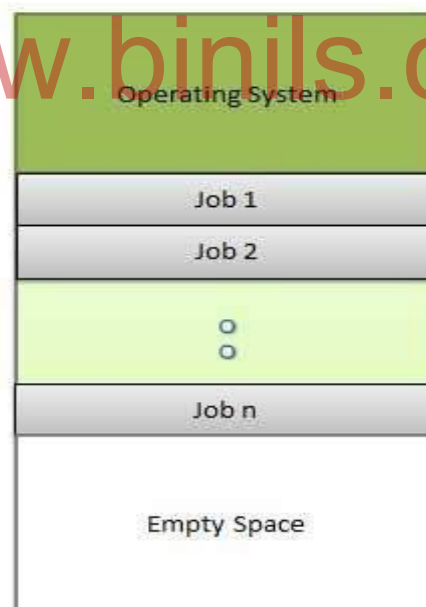 w.binils.
Operating System
Job 1
Job 2
Job n
Empty Space